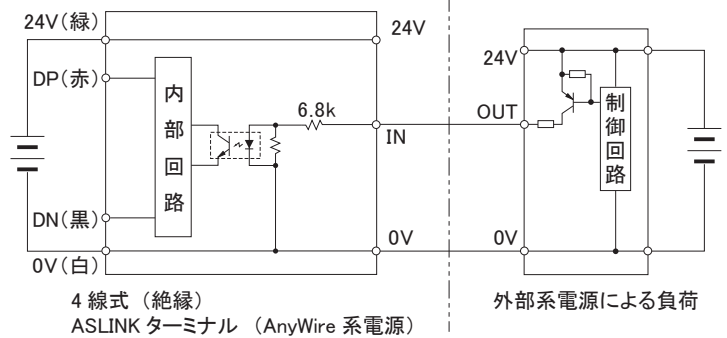 24V(緑)
24V
DP(赤)
内部回路
6.8k
IN
DN(黒)
0V(白)
0V
24V
OUT
制御回路
0V
4 線式 (絶縁)
ASLINK ターミナル (AnyWire 系電源)
外部系電源による負荷